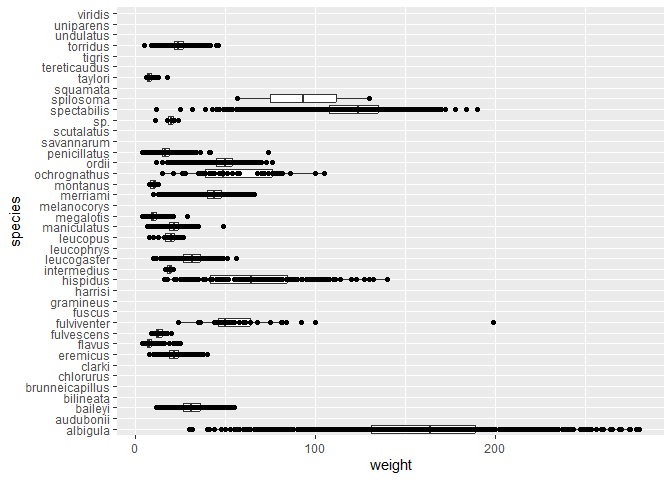 viridis
uniparens
undulatus
torridus
tigris
tereticaudus
taylori
squamata
spilosoma
spectabilis
sp.
scutalatus
savannarum
penicillatus
ordii
ochrognathus
montanus
merriami
melanocorys
megalotis
maniculatus
leucopus
leucophrys
leucogaster
intermedius
hispidus
harrisi
gramineus
fuscus
fulviventer
fulvescens
flavus
eremicus
clarki
chlorurus
brunneicapillus
bilineata
baileyi
audubonii
albigula
species
0 100 200
weight